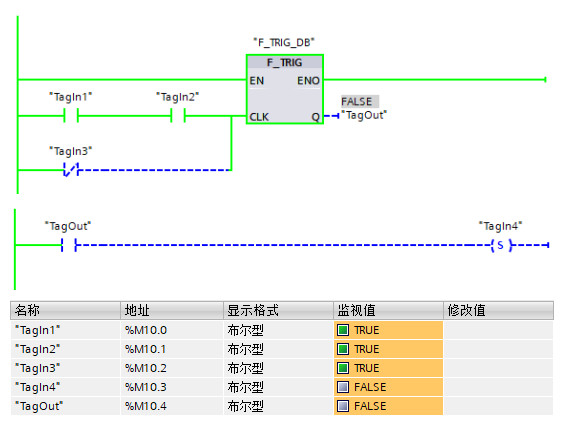 "F_TRIG_DB"
F_TRIG
EN ENO
"TagIn1" "TagIn2" FALSE
CLK Q "TagOut"
"TagIn3"
"TagOut" "TagIn4"
S
名称 地址 显示格式 监视值 修改值
"TagIn1" %M10.0 布尔型 TRUE
"TagIn2" %M10.1 布尔型 TRUE
"TagIn3" %M10.2 布尔型 TRUE
"TagIn4" %M10.3 布尔型 FALSE
"TagOut" %M10.4 布尔型 FALSE